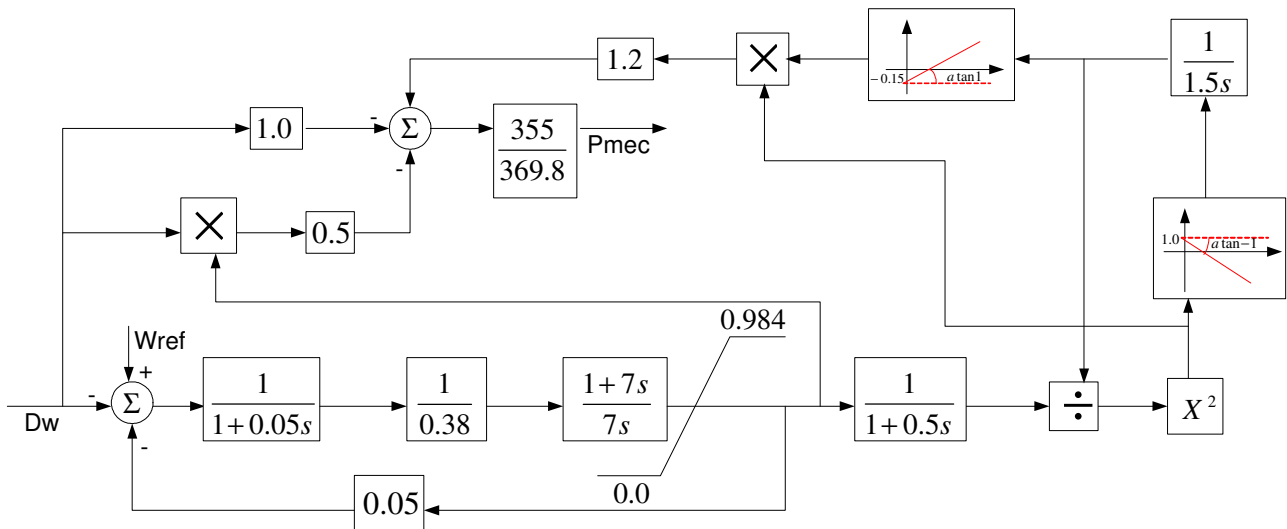 1.2
×
-0.15
a tan1
1
1.5s
1.0
-
Σ
-
355
369.8
Pmec
×
0.5
1.0
a tan-1
0.984
Wref
+
-
Σ
Dw
-
1
1+0.05s
1
0.38
1+7s
7s
0.0
1
1+0.5s
÷
X²
0.05